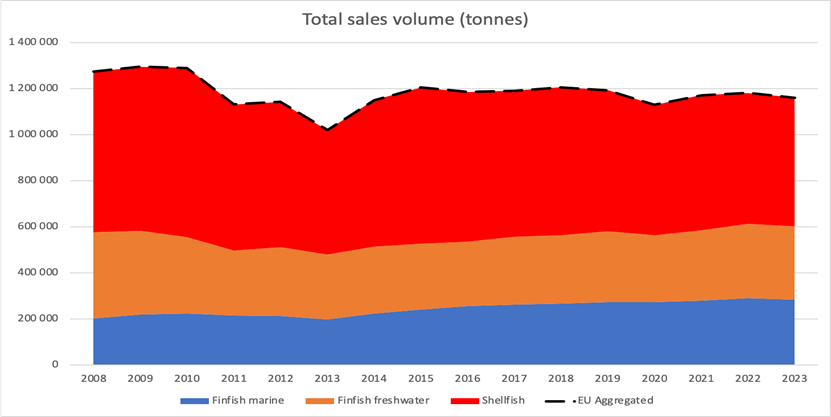 Total sales volume (tonnes)
1 400 000
1 200 000
1 000 000
800 000
600 000
400 000
200 000
0
2008 2009 2010 2011 2012 2013 2014 2015 2016 2017 2018 2019 2020 2021 2022 2023
Finfish marine Finfish freshwater Shellfish EU Aggregated